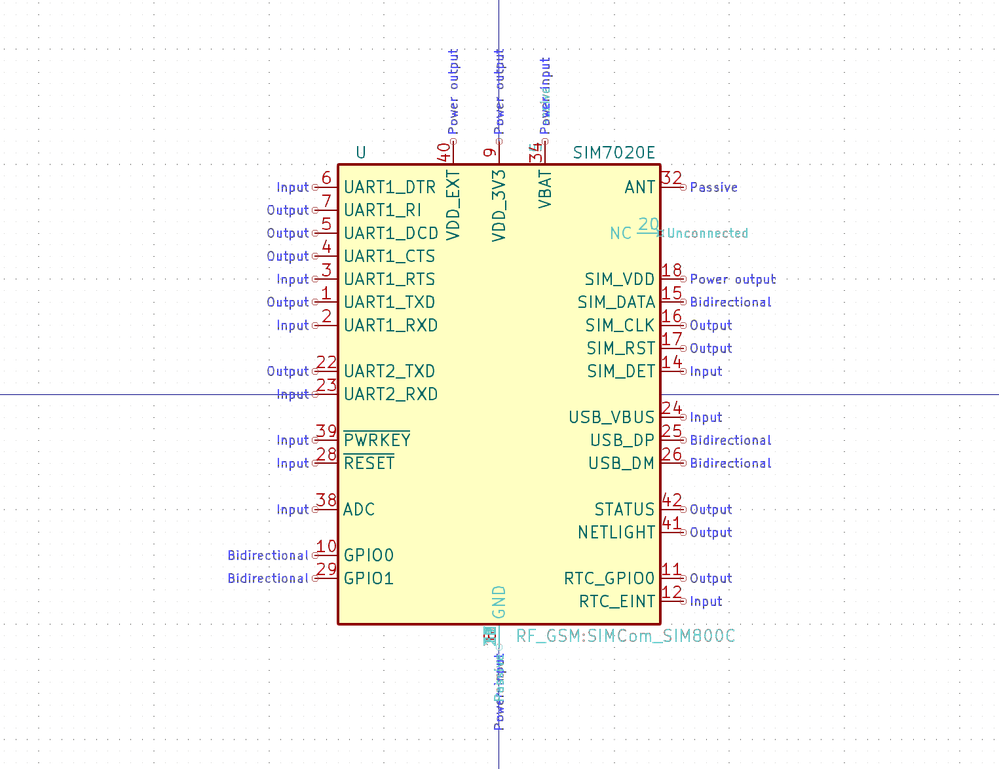 Power output
Power output
Power input
40
9
34
U
SIM7020E
VDD_EXT
VDD_3V3
VBAT
Input 6 UART1_DTR
ANT 32 Passive
Output 7 UART1_RI
Output 5 UART1_DCD
NC 20 Unconnected
Output 4 UART1_CTS
Input 3 UART1_RTS
SIM_VDD 18 Power output
Output 1 UART1_TXD
SIM_DATA 15 Bidirectional
Input 2 UART1_RXD
SIM_CLK 16 Output
SIM_RST 17 Output
Output 22 UART2_TXD
SIM_DET 14 Input
Input 23 UART2_RXD
USB_VBUS 24 Input
Input 39 PWRKEY
USB_DP 25 Bidirectional
Input 28 RESET
USB_DM 26 Bidirectional
Input 38 ADC
STATUS 42 Output
NETLIGHT 41 Output
Bidirectional 10 GPIO0
Bidirectional 29 GPIO1
RTC_GPIO0 11 Output
RTC_EINT 12 Input
GND
RF_GSM:SIMCom_SIM800C
Power input